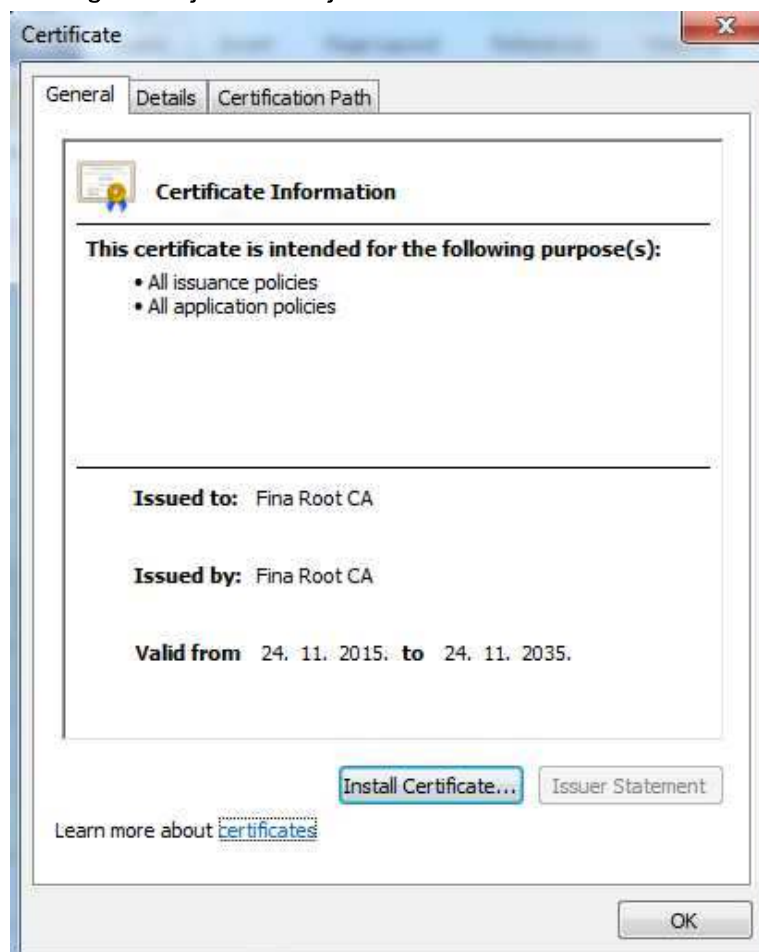 Certificate
General Details Certification Path
Certificate Information
This certificate is intended for the following purpose(s):
• All issuance policies
• All application policies
Issued to: Fina Root CA
Issued by: Fina Root CA
Valid from 24. 11. 2015. to 24. 11. 2035.
Install Certificate... Issuer Statement
Learn more about certificates
OK